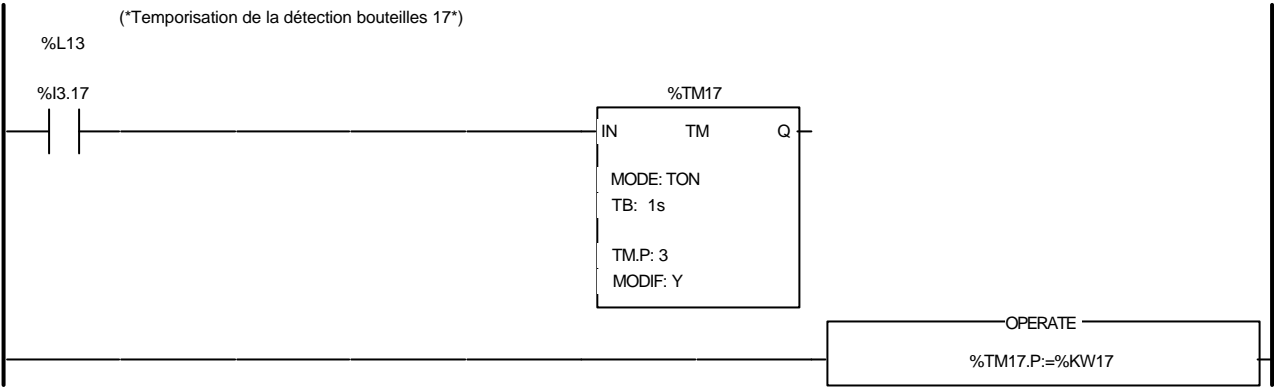 (*Temporisation de la détection bouteilles 17*)
%L13
%I3.17
%TM17
IN TM Q
MODE: TON
TB: 1s
TM.P: 3
MODIF: Y
OPERATE
%TM17.P:=%KW17